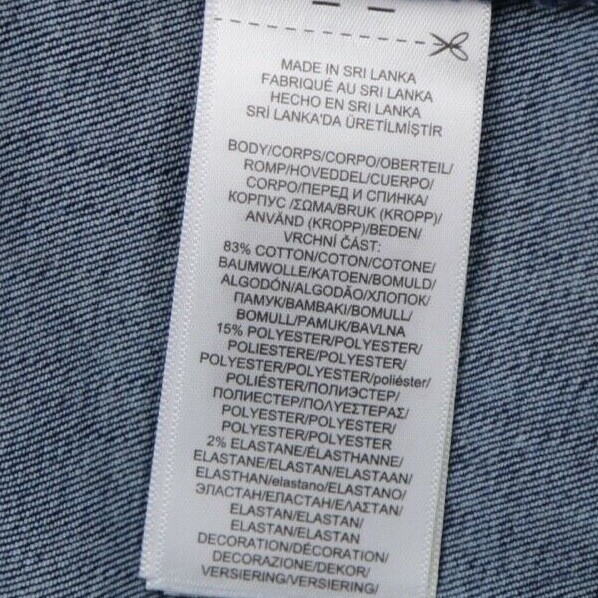 MADE IN SRI LANKA
FABRIQUÉ AU SRI LANKA
HECHO EN SRI LANKA
SRİ LANKA'DA ÜRETİLMİŞTİR
BODY/CORPS/CORPO/OBERTEIL/
ROMP/HOVEDDEL/CUERPO/
CORPO/ПЕРЕД И СПИНКА/
КОРПУС /ΣΩΜΑ/BRUK (KROPP)/
ANVÄND (KROPP)/BEDEN/
VRCHNÍ ČÁST:
83% COTTON/COTON/COTONE/
BAUMWOLLE/KATOEN/BOMULD/
ALGODÓN/ALGODÃO/ХЛОПОК/
ПАМУК/BAMBAKI/BOMULL/
BOMULL/PAMUK/BAVLNA
15% POLYESTER/POLYESTER/
POLIESTERE/POLYESTER/
POLYESTER/POLYESTER/poliéster/
POLIÉSTER/ПОЛИЭСТЕР/
ПОЛИЕСТЕР/ΠΟΛΥΕΣΤΕΡΑΣ/
POLYESTER/POLYESTER/
POLYESTER/POLYESTER
2% ELASTANE/ÉLASTHANNE/
ELASTANE/ELASTAN/ELASTAAN/
ELASTHAN/elastano/ELASTANO/
ЭЛАСТАН/ЕЛАСТАН/ΕΛΑΣΤΑΝ/
ELASTAN/ELASTAN/
ELASTAN/ELASTAN
DECORATION/DÉCORATION/
DECORAZIONE/DEKOR/
VERSIERING/VERSIERING/